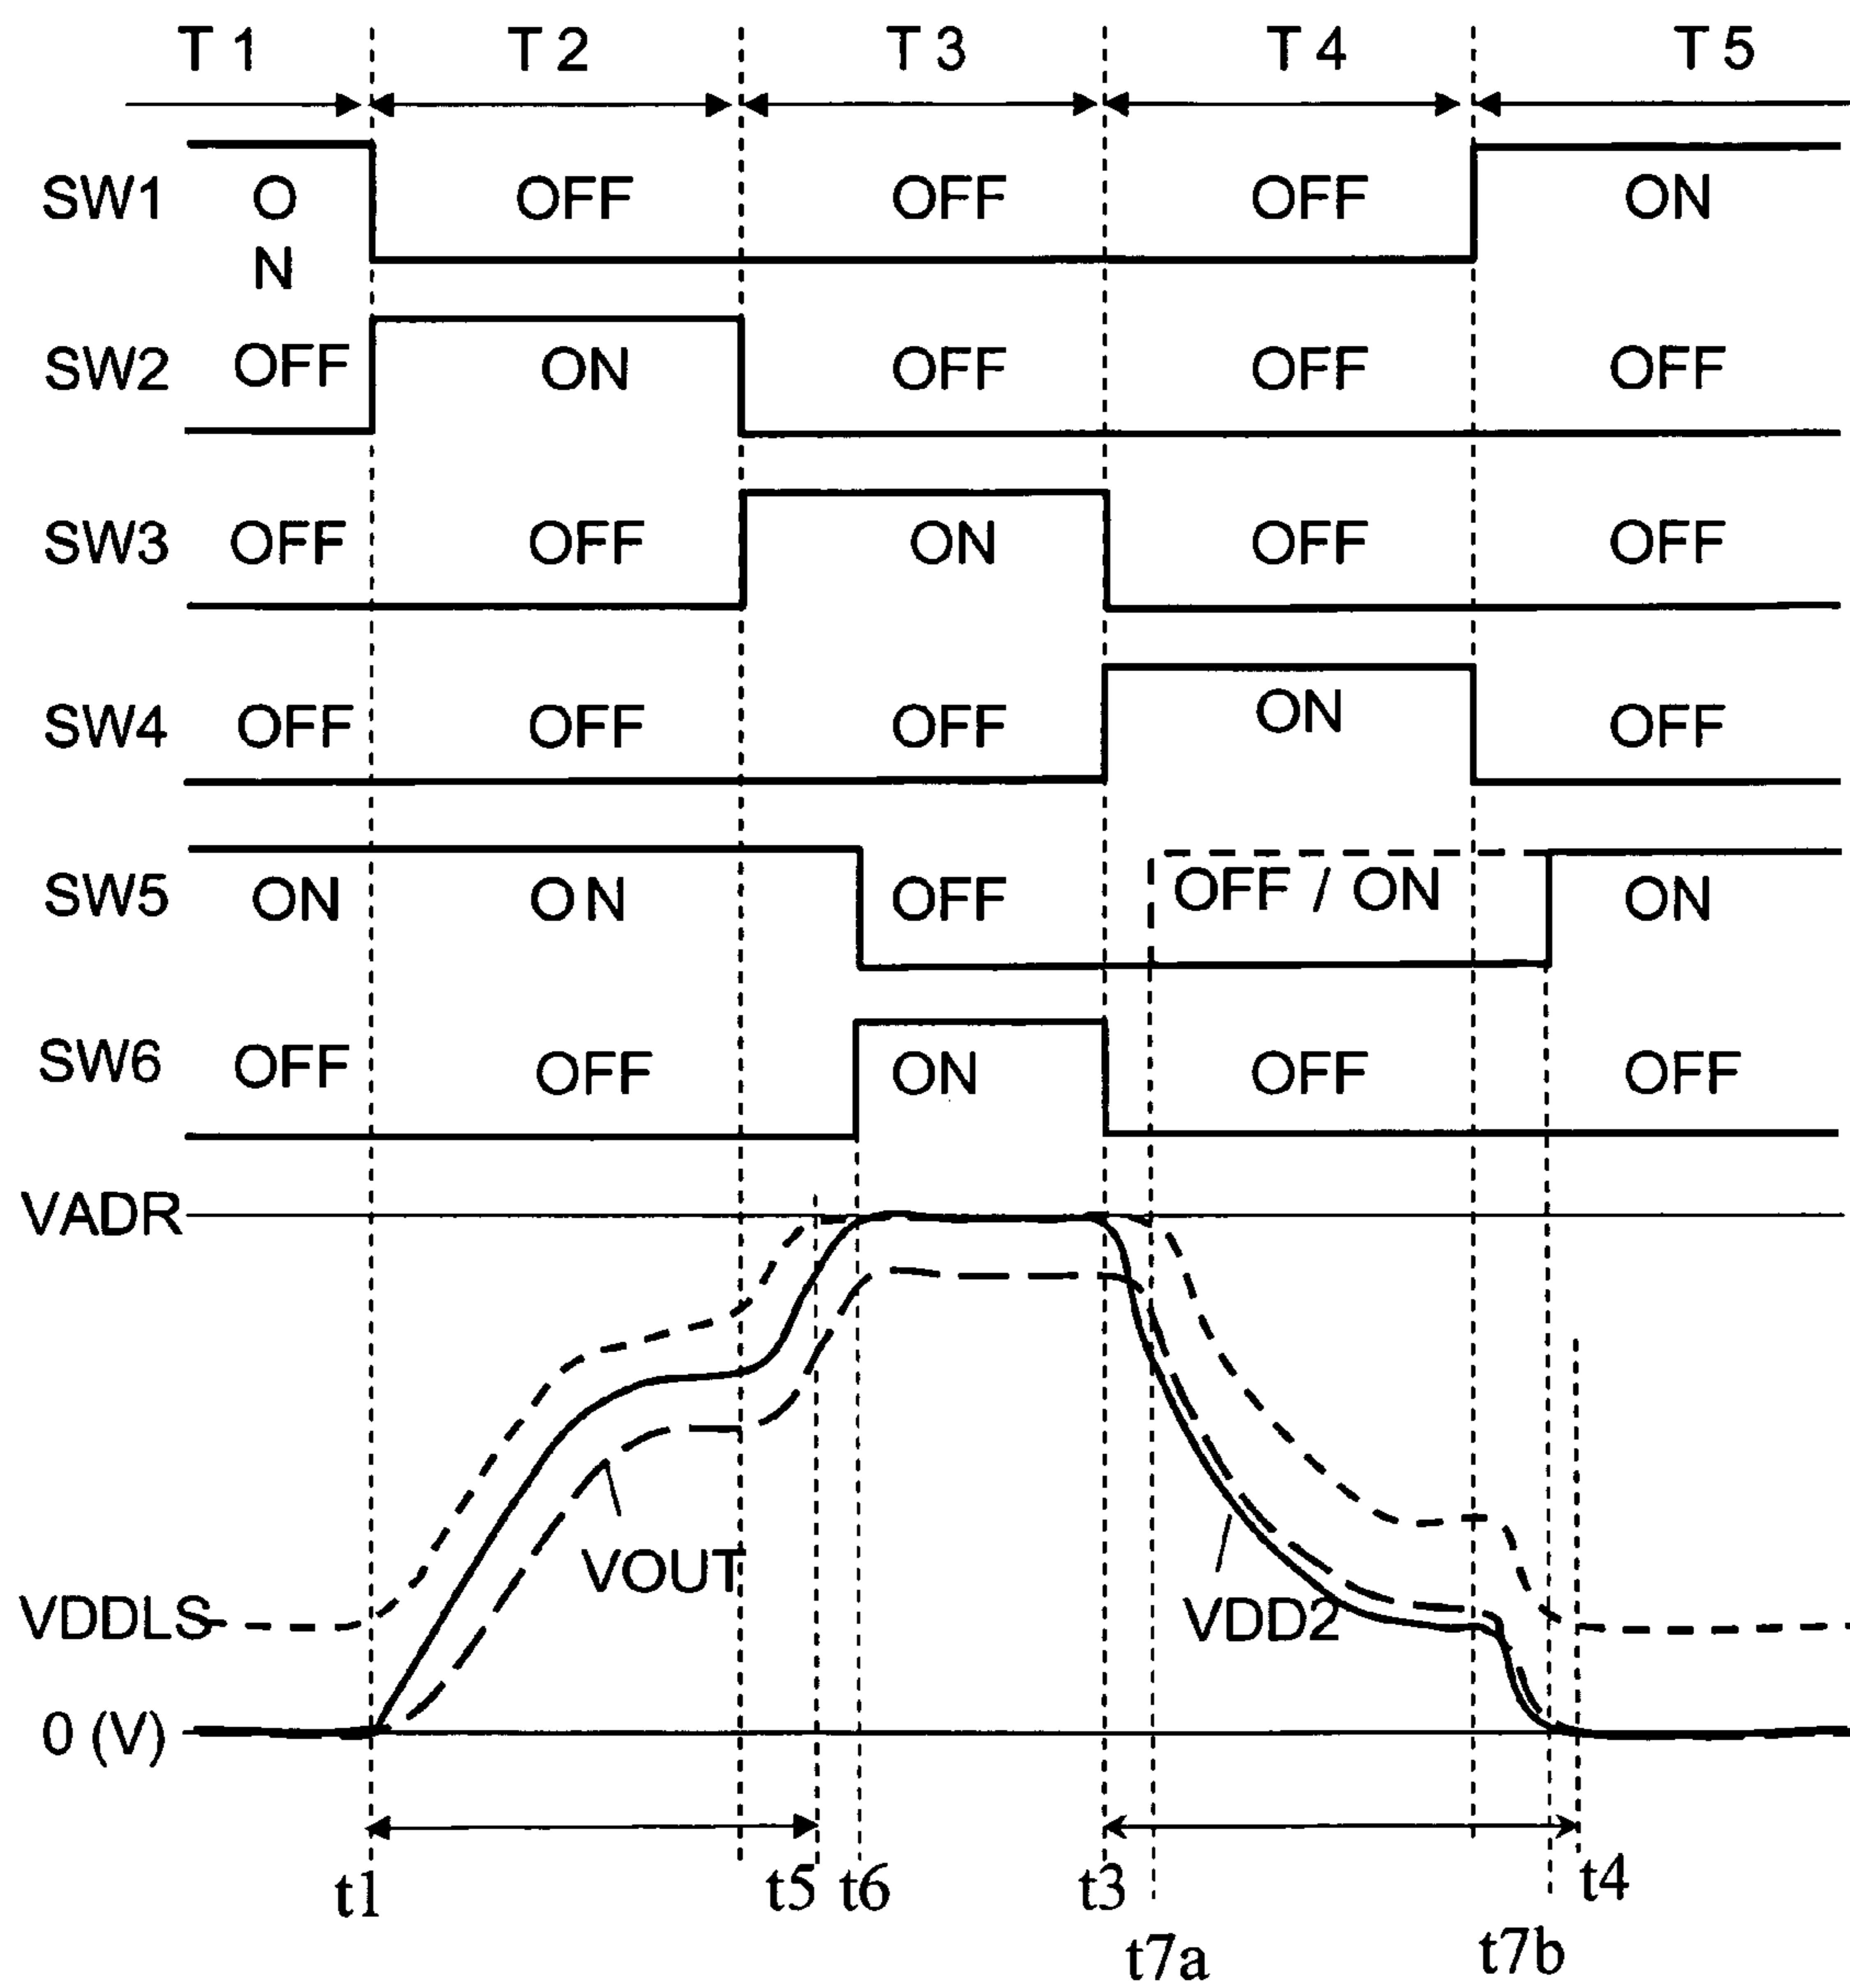 T 1 T 2 T 3 T 4 T 5
SW1 O OFF OFF OFF ON
N
SW2 OFF ON OFF OFF OFF
SW3 OFF OFF ON OFF OFF
SW4 OFF OFF OFF ON OFF
SW5 ON ON OFF OFF / ON ON
SW6 OFF OFF ON OFF OFF
VADR
VOUT
VDDLS VDD2
0 (V)
t1 t5 t6 t3 t4
t7a t7b